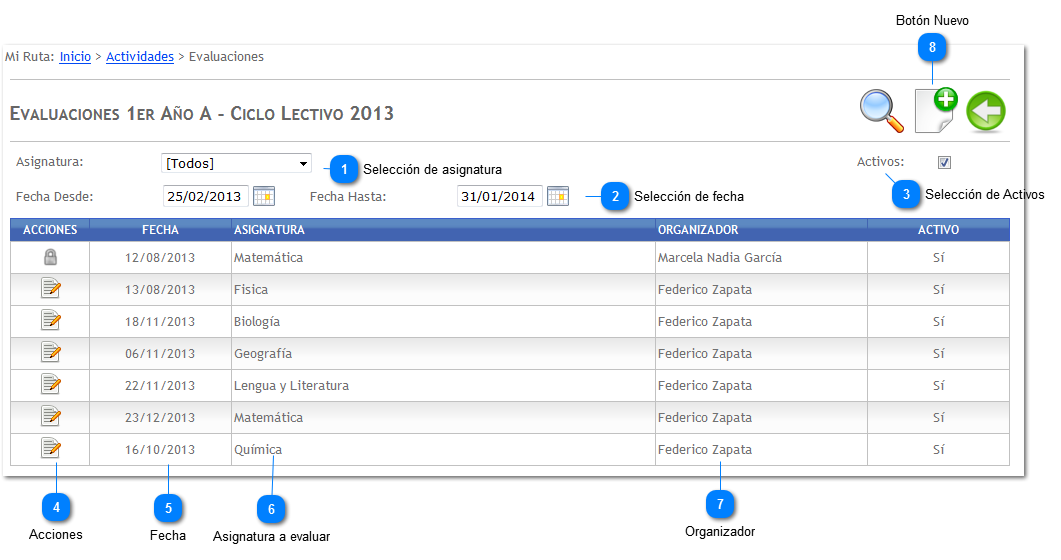 Botón Nuevo
8
Mi Ruta: Inicio > Actividades > Evaluaciones
Evaluaciones 1er Año A - Ciclo Lectivo 2013
Asignatura: [Todos] 1 Selección de asignatura Activos:
Fecha Desde: 25/02/2013 Fecha Hasta: 31/01/2014 2 Selección de fecha 3 Selección de Activos
ACCIONES FECHA ASIGNATURA ORGANIZADOR ACTIVO
12/08/2013 Matemática Marcela Nadia García Sí
13/08/2013 Fisica Federico Zapata Sí
18/11/2013 Biología Federico Zapata Sí
06/11/2013 Geografía Federico Zapata Sí
22/11/2013 Lengua y Literatura Federico Zapata Sí
23/12/2013 Matemática Federico Zapata Sí
16/10/2013 Química Federico Zapata Sí
4 5 6 7
Acciones Fecha Asignatura a evaluar Organizador